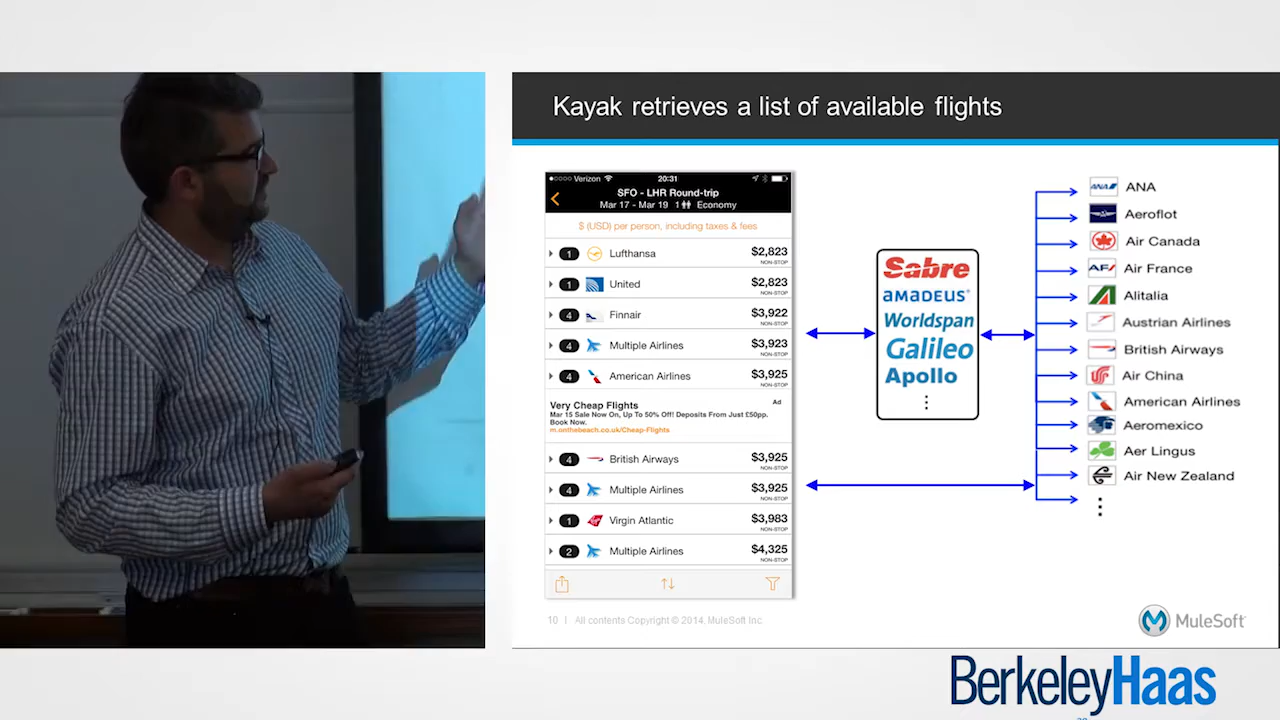 Kayak retrieves a list of available flights
Verizon 20:31
SFO - LHR Round-trip
Mar 17 - Mar 19 1 Economy
$ (USD) per person, including taxes & fees
1 Lufthansa $2,823
NON-STOP
1 United $2,823
NON-STOP
4 Finnair $3,922
NON-STOP
4 Multiple Airlines $3,923
NON-STOP
4 American Airlines $3,925
NON-STOP
Very Cheap Flights Ad
Mar 15 Sale Now On, Up To 50% Off! Deposits From Just £50pp.
Book Now.
m.onthebeach.co.uk/Cheap-Flights
4 British Airways $3,925
NON-STOP
4 Multiple Airlines $3,925
NON-STOP
1 Virgin Atlantic $3,983
NON-STOP
2 Multiple Airlines $4,325
NON-STOP
Sabre
AMADEUS
Worldspan
Galileo
Apollo
⋮
ANA ANA
Aeroflot
Air Canada
AF Air France
Alitalia
Austrian Airlines
British Airways
Air China
American Airlines
Aeromexico
Aer Lingus
Air New Zealand
⋮
10 | All contents Copyright © 2014, MuleSoft Inc.
MuleSoft
BerkeleyHaas